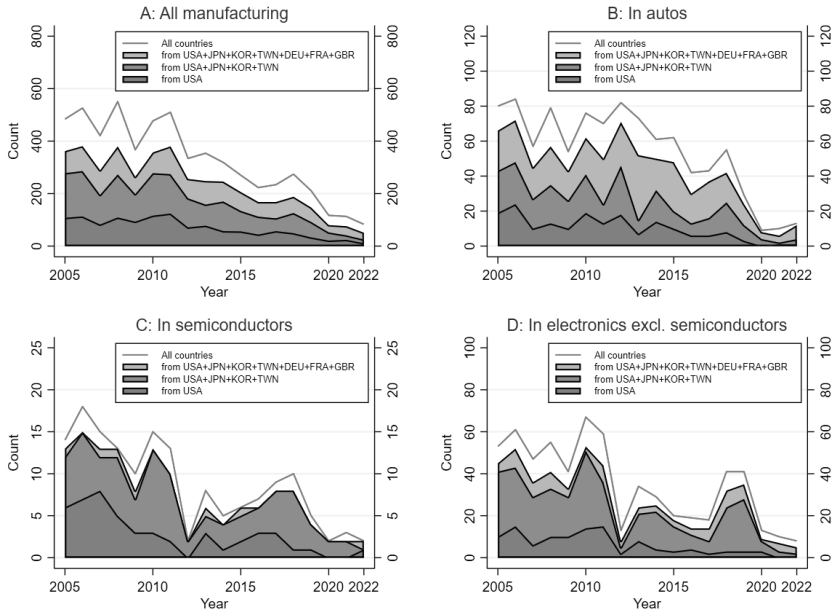 A: All manufacturing
800
600
400
200
0
Count
All countries
from USA+JPN+KOR+TWN+DEU+FRA+GBR
from USA+JPN+KOR+TWN
from USA
800
600
400
200
0
2005 2010 2015 2020 2022
Year
B: In autos
120
100
80
60
40
20
0
Count
All countries
from USA+JPN+KOR+TWN+DEU+FRA+GBR
from USA+JPN+KOR+TWN
from USA
120
100
80
60
40
20
0
2005 2010 2015 2020 2022
Year
C: In semiconductors
25
20
15
10
5
0
Count
All countries
from USA+JPN+KOR+TWN+DEU+FRA+GBR
from USA+JPN+KOR+TWN
from USA
25
20
15
10
5
0
2005 2010 2015 2020 2022
Year
D: In electronics excl. semiconductors
100
80
60
40
20
0
Count
All countries
from USA+JPN+KOR+TWN+DEU+FRA+GBR
from USA+JPN+KOR+TWN
from USA
100
80
60
40
20
0
2005 2010 2015 2020 2022
Year